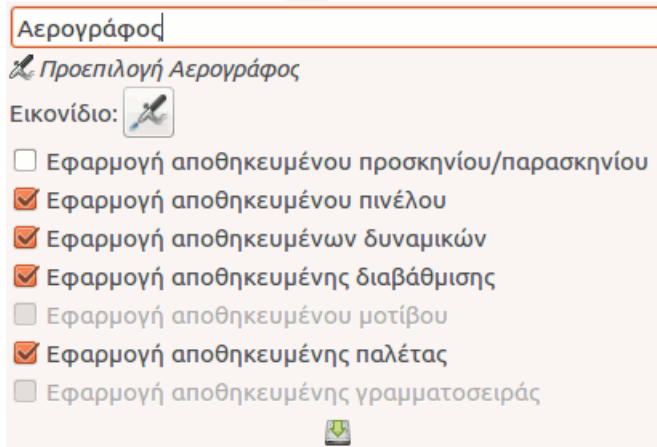 Αερογράφος
Προεπιλογή Αερογράφος
Εικονίδιο:
Εφαρμογή αποθηκευμένου προσκηνίου/παρασκηνίου
Εφαρμογή αποθηκευμένου πινέλου
Εφαρμογή αποθηκευμένων δυναμικών
Εφαρμογή αποθηκευμένης διαβάθμισης
Εφαρμογή αποθηκευμένου μοτίβου
Εφαρμογή αποθηκευμένης παλέτας
Εφαρμογή αποθηκευμένης γραμματοσειράς